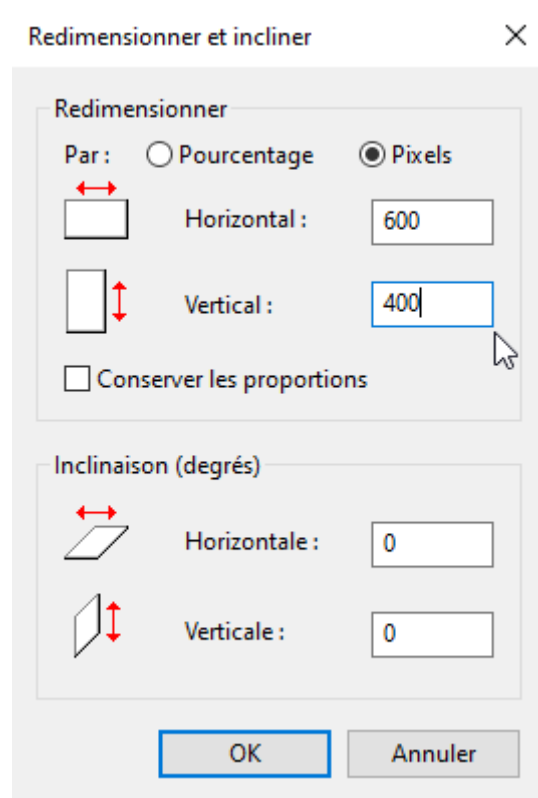 Redimensionner et incliner
Redimensionner
Par : Pourcentage Pixels
Horizontal : 600
Vertical : 400
Conserver les proportions
Inclinaison (degrés)
Horizontale : 0
Verticale : 0
OK Annuler